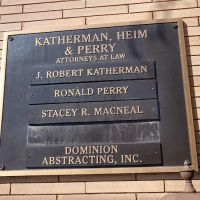 KATHERMAN, HEIM
& PERRY
ATTORNEYS AT LAW
J. ROBERT KATHERMAN
RONALD PERRY
STACEY R. MACNEAL
DOMINION
ABSTRACTING, INC.